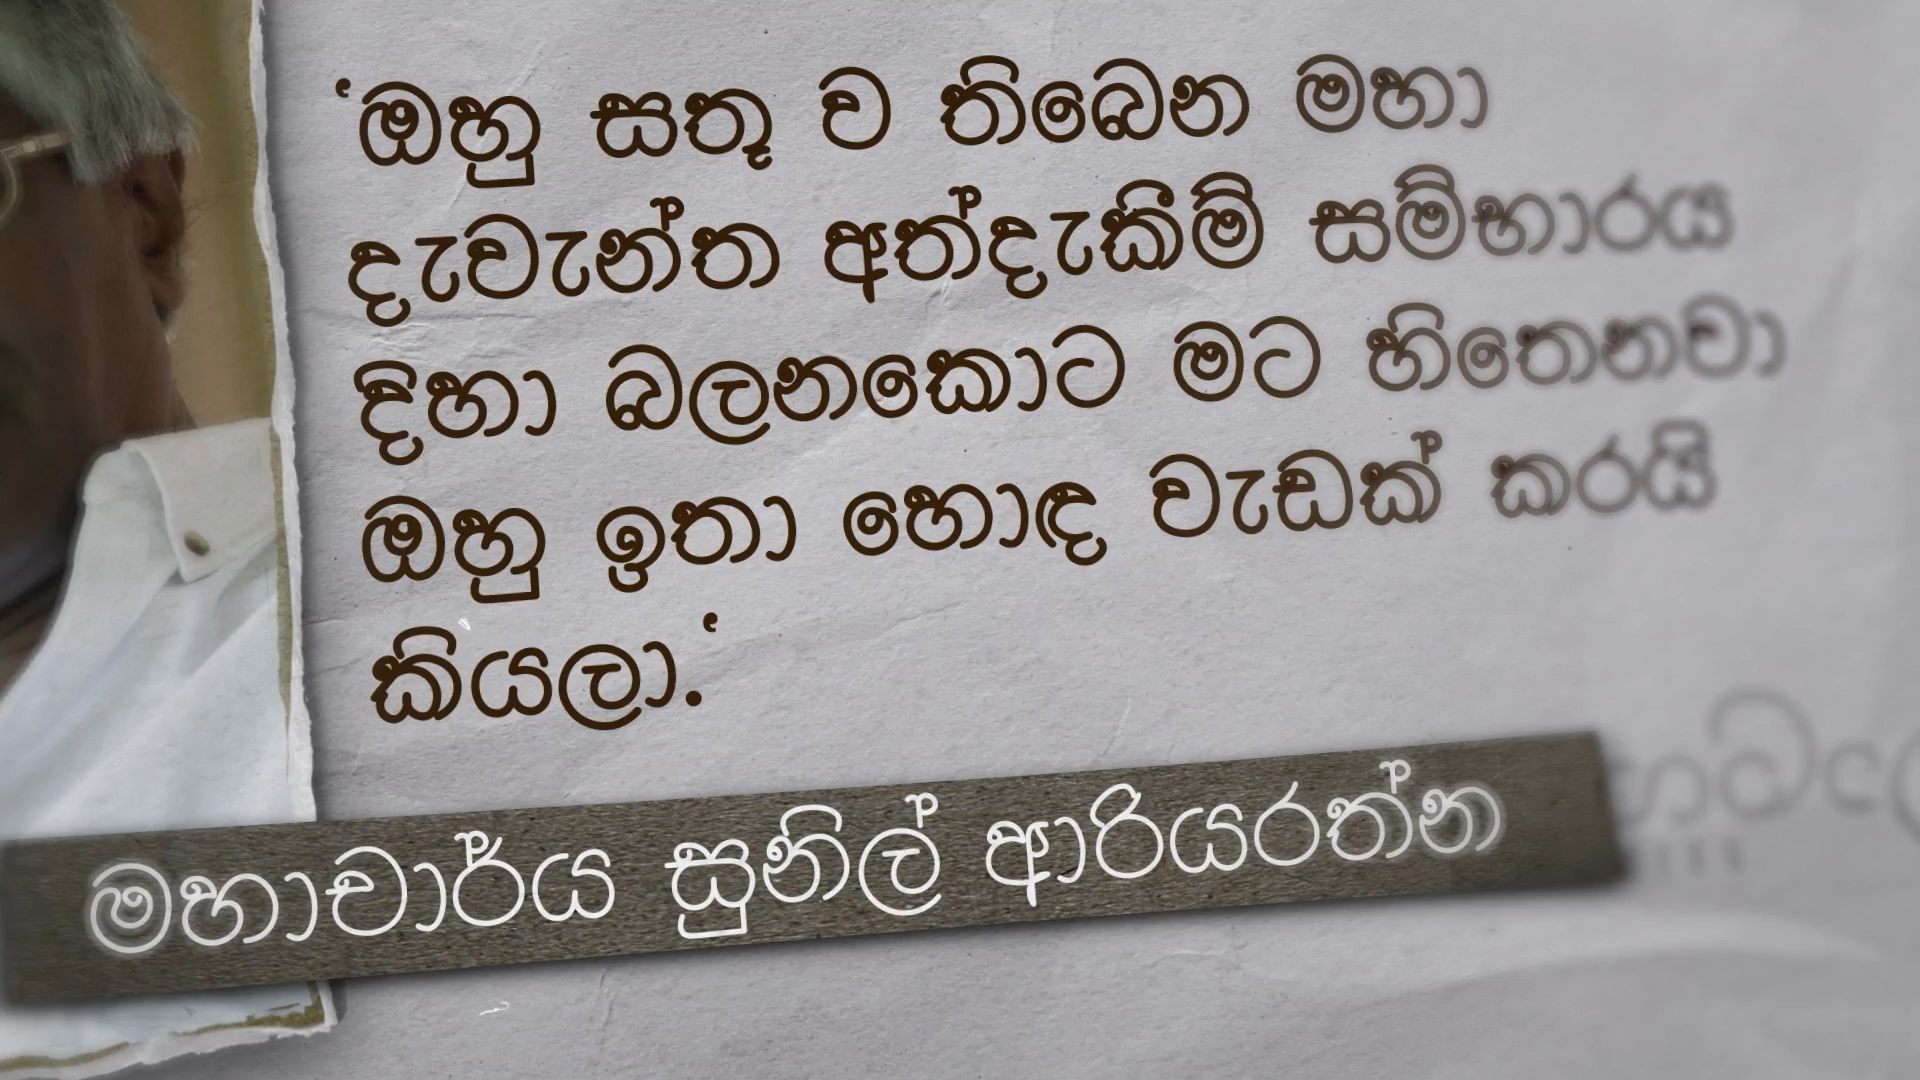 ‘ඔහු සතු ව තිබෙන මහා
දැවැන්ත අත්දැකීම් සම්භාරය
දිහා බලනකොට මට හිතෙනවා
ඔහු ඉතා හොඳ වැඩක් කරයි
කියලා.‘
මහාචාර්ය සුනිල් ආරියරත්න